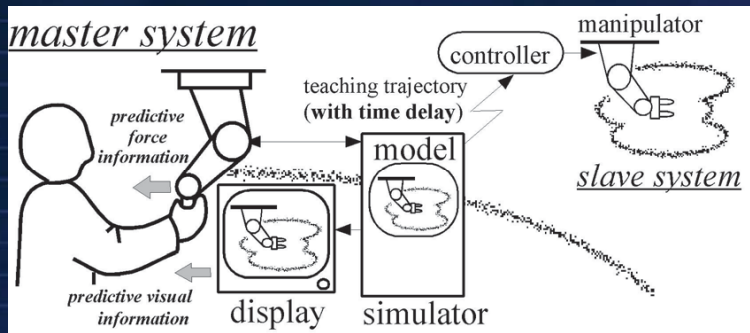 master system
predictive
force
information
teaching trajectory
(with time delay)
controller
manipulator
model
slave system
predictive visual
information
display
simulator